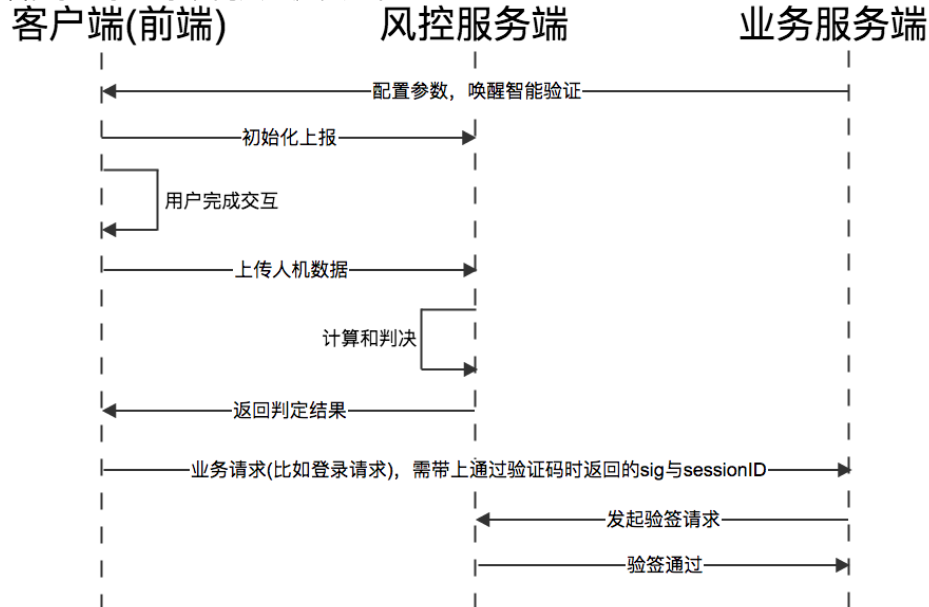 客户端(前端)
风控服务端
业务服务端
配置参数，唤醒智能验证
初始化上报
用户完成交互
上传人机数据
计算和判决
返回判定结果
业务请求(比如登录请求)，需带上通过验证码时返回的sig与sessionID
发起验签请求
验签通过